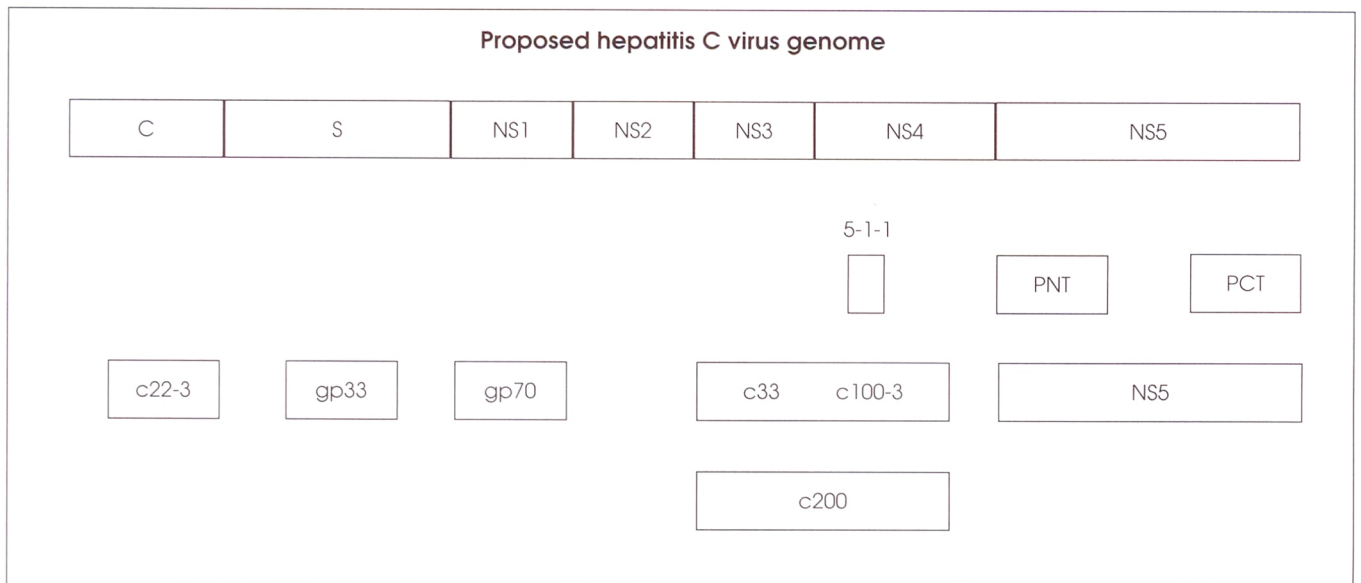 Proposed hepatitis C virus genome
C S NS1 NS2 NS3 NS4 NS5
5-1-1
PNT PCT
c22-3 gp33 gp70 c33 c100-3 NS5
c200